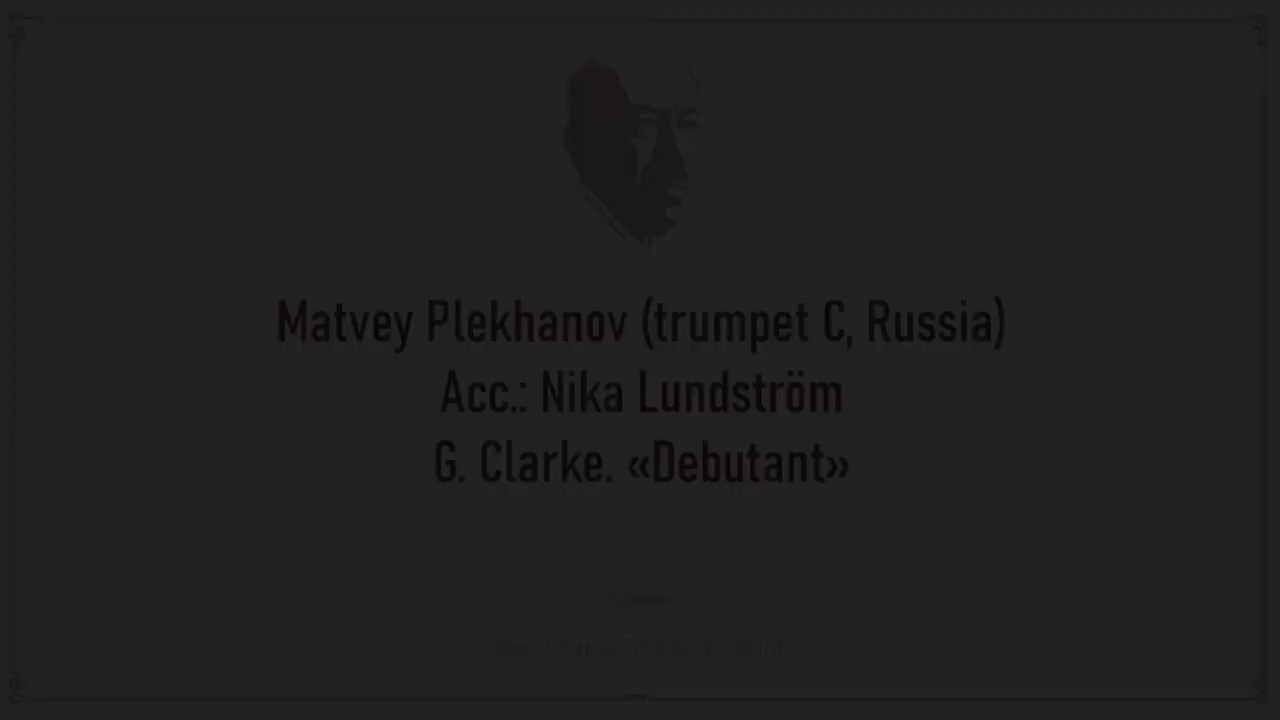 Matvey Plekhanov (trumpet C, Russia)
Acc.: Nika Lundström
G. Clarke. «Debutant»